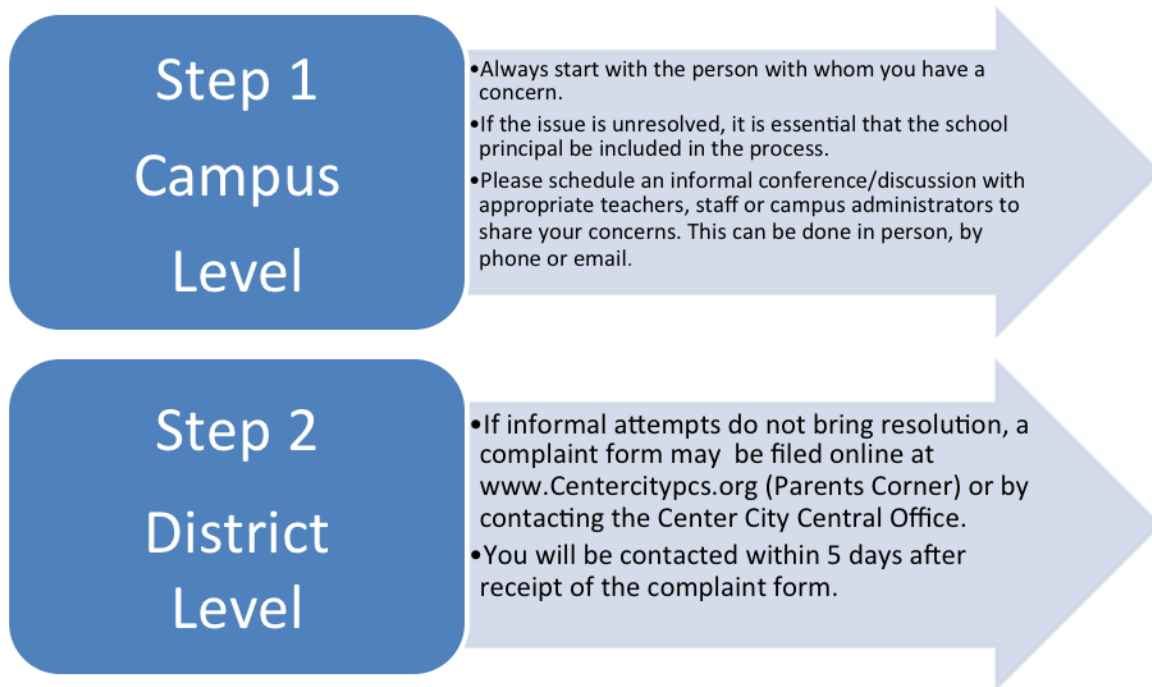 Step 1
Campus
Level
•Always start with the person with whom you have a
concern.
•If the issue is unresolved, it is essential that the school
principal be included in the process.
•Please schedule an informal conference/discussion with
appropriate teachers, staff or campus administrators to
share your concerns. This can be done in person, by
phone or email.
Step 2
District
Level
•If informal attempts do not bring resolution, a
complaint form may  be filed online at
www.Centercitypcs.org (Parents Corner) or by
contacting the Center City Central Office.
•You will be contacted within 5 days after
receipt of the complaint form.